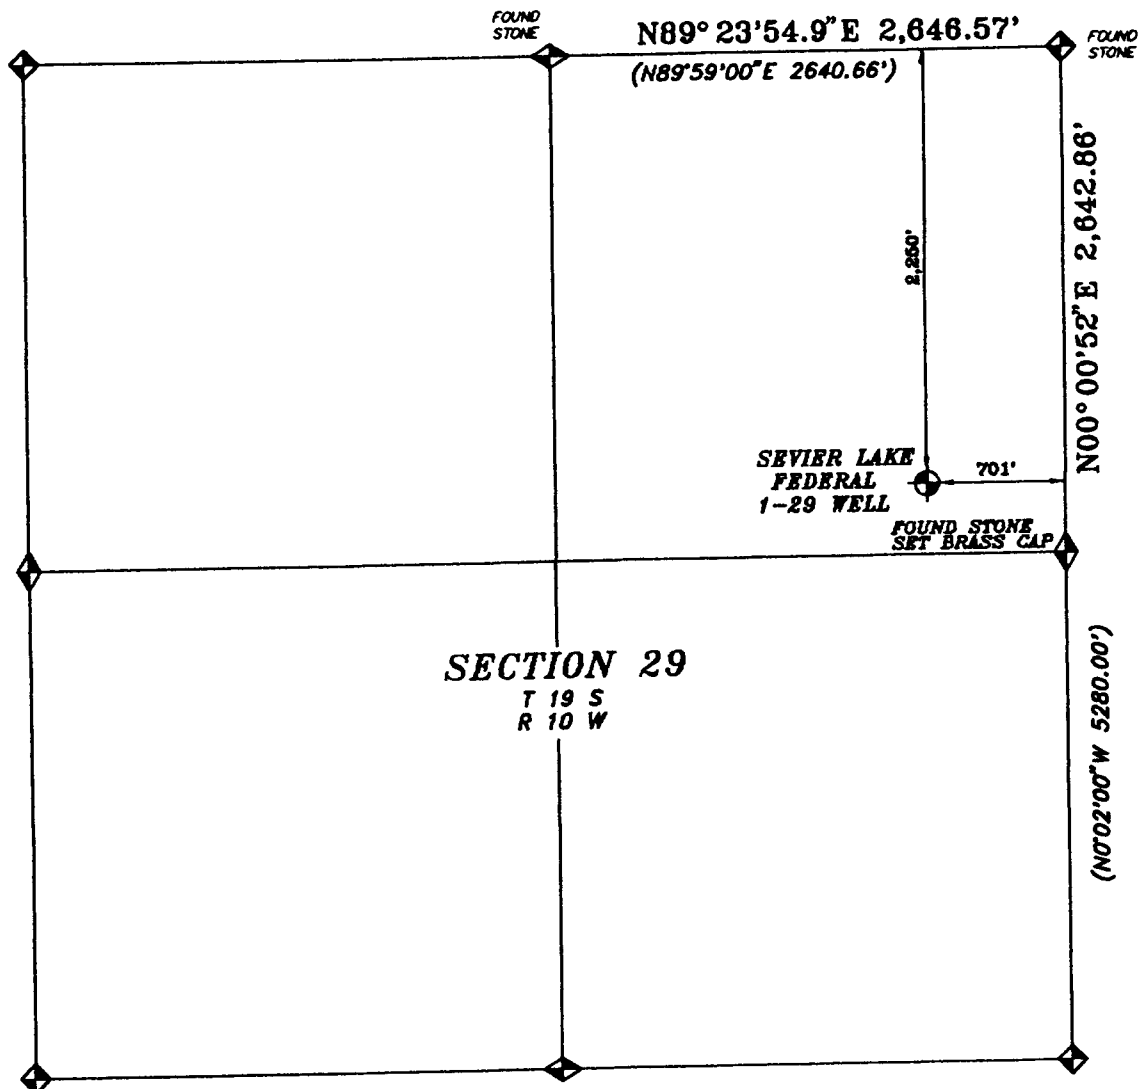 FOUND
STONE
N89° 23'54.9"E 2,646.57'
(N89°59'00"E 2640.66')
FOUND
STONE
N00° 00'52"E 2,642.86'
2,250'
SEVIER LAKE
FEDERAL
1-29 WELL
701'
FOUND STONE
SET BRASS CAP
SECTION 29
T 19 S
R 10 W
(N0°02'00"W 5280.00')